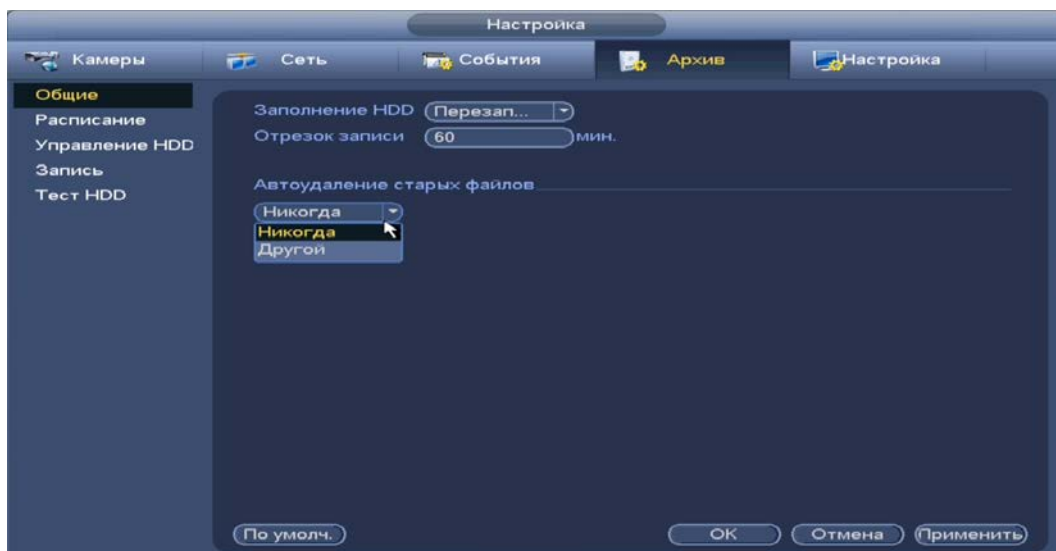 Настройка
Камеры Сеть События Архив Настройка
Общие
Расписание
Управление HDD
Запись
Тест HDD
Заполнение HDD Перезап...
Отрезок записи 60 мин.
Автоудаление старых файлов
Никогда
Никогда
Другой
По умолч. OK Отмена Применить